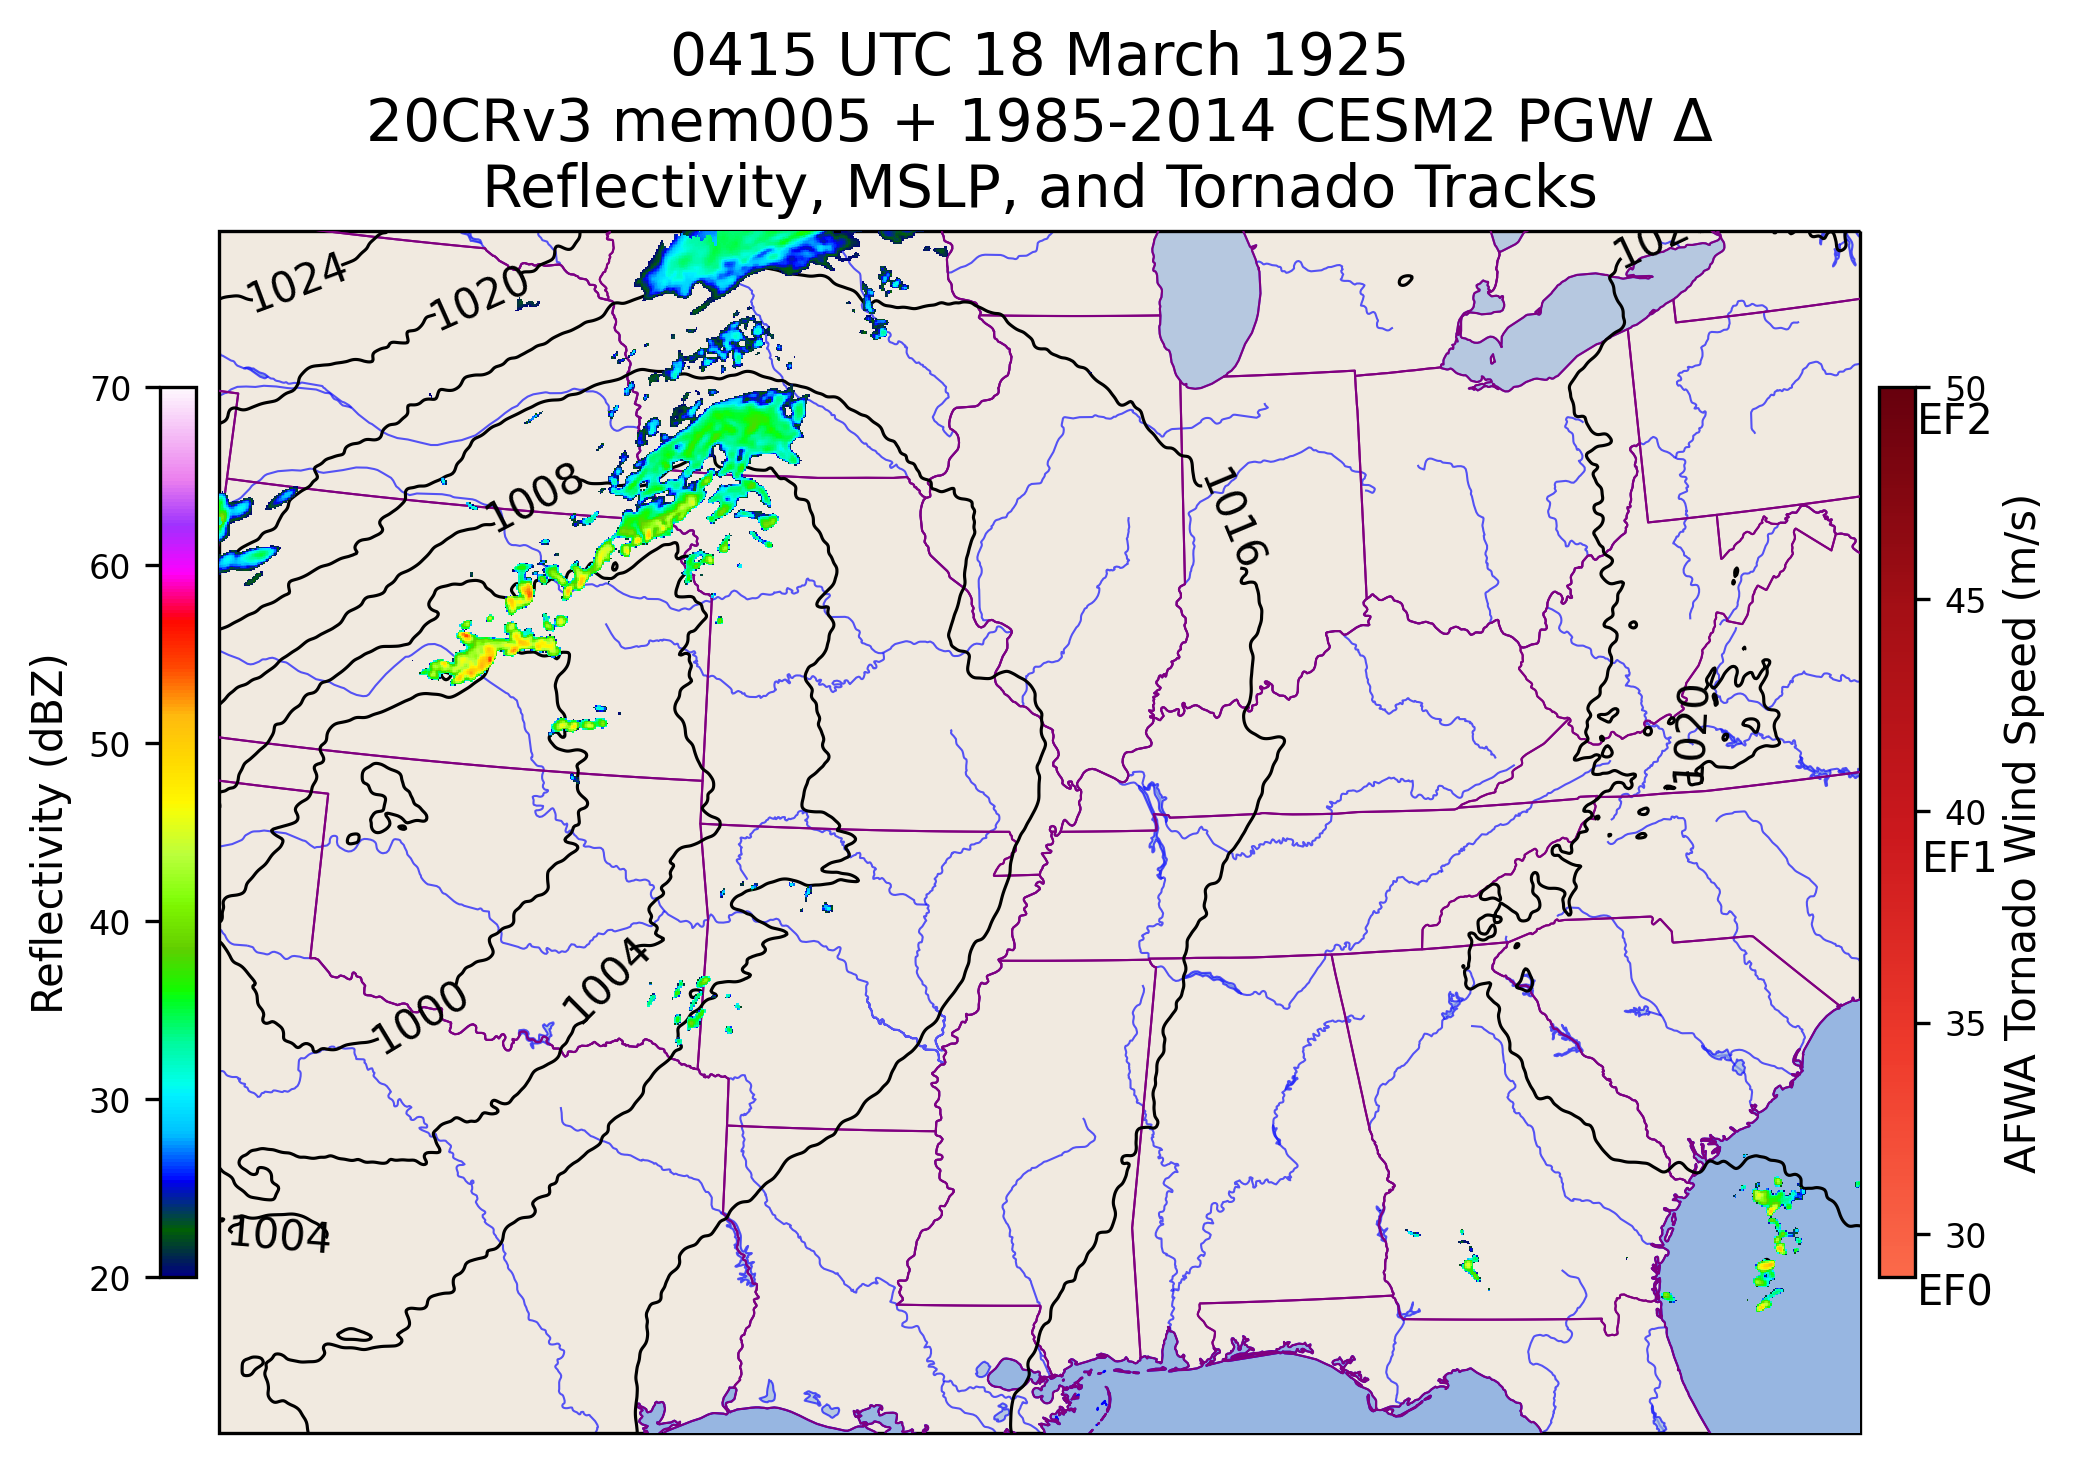 0415 UTC 18 March 1925
20CRv3 mem005 + 1985-2014 CESM2 PGW Δ
Reflectivity, MSLP, and Tornado Tracks
70
60
50
40
30
20
Reflectivity (dBZ)
1024
1020
102
1008
1016
1020
1004
1000
1004
50
EF2
45
40
EF1
35
30
EF0
AFWA Tornado Wind Speed (m/s)